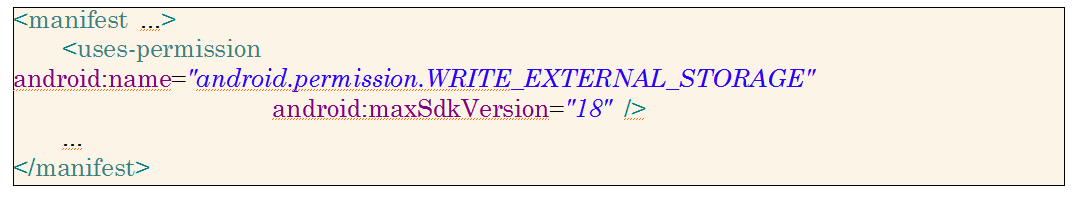 <manifest ...>
<uses-permission
android:name="android.permission.WRITE_EXTERNAL_STORAGE"
android:maxSdkVersion="18" />
...
</manifest>